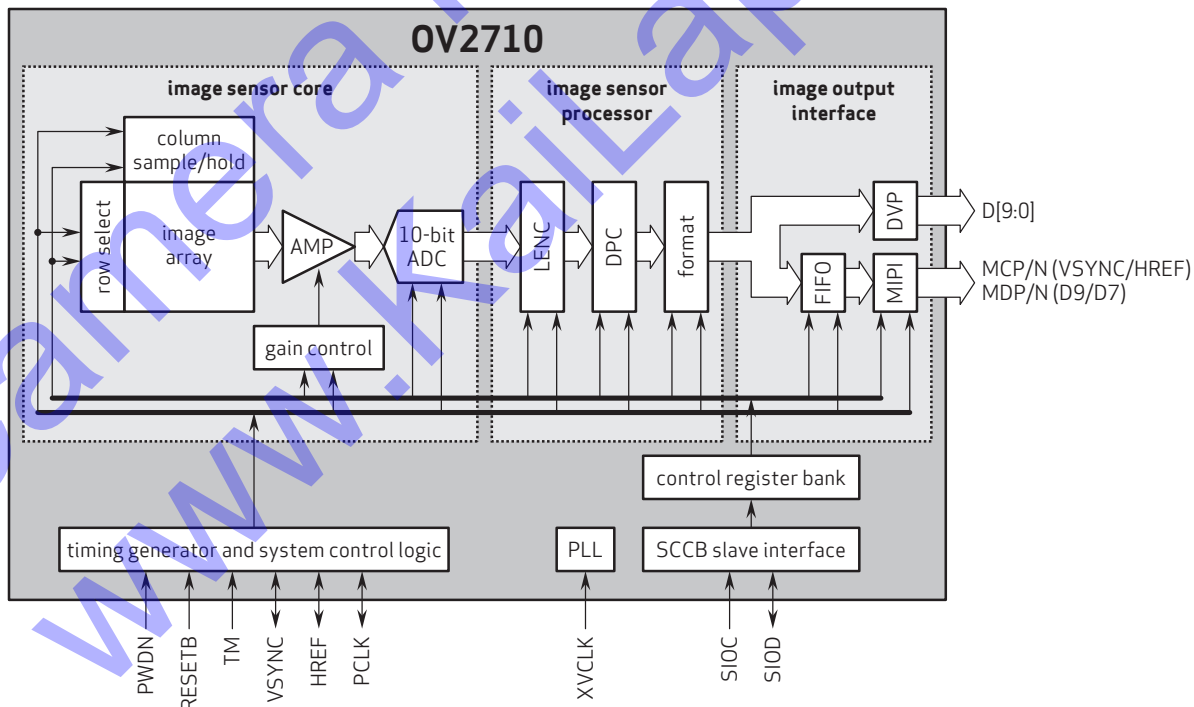 OV2710
image sensor core
image sensor
processor
image output
interface
column
sample/hold
row select
image
array
AMP
10-bit
ADC
gain control
LENC
DPC
format
DVP
FIFO
MIPI
D[9:0]
MCP/N (VSYNC/HREF)
MDP/N (D9/D7)
control register bank
timing generator and system control logic
PLL
SCCB slave interface
PWDN
RESETB
TM
VSYNC
HREF
PCLK
XVCLK
SIOC
SIOD